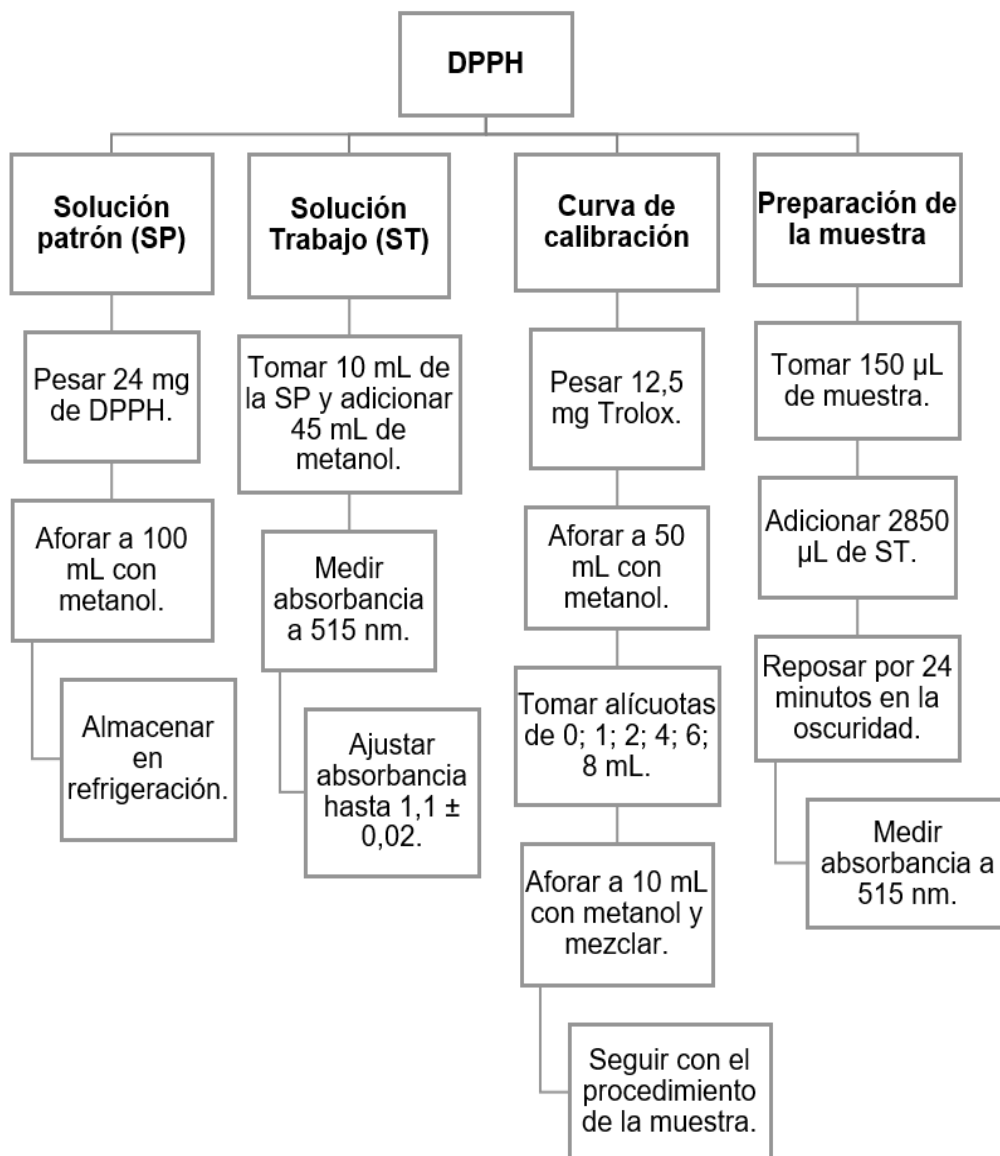 DPPH
Solución
patrón (SP)
Pesar 24 mg
de DPPH.
Aforar a 100
mL con
metanol.
Almacenar
en
refrigeración.
Solución
Trabajo (ST)
Tomar 10 mL de
la SP y adicionar
45 mL de
metanol.
Medir
absorbancia
a 515 nm.
Ajustar
absorbancia
hasta 1,1 ±
0,02.
Curva de
calibración
Pesar 12,5
mg Trolox.
Aforar a 50
mL con
metanol.
Tomar alícuotas
de 0; 1; 2; 4; 6;
8 mL.
Aforar a 10 mL
con metanol y
mezclar.
Seguir con el
procedimiento
de la muestra.
Preparación de
la muestra
Tomar 150 µL
de muestra.
Adicionar 2850
µL de ST.
Reposar por 24
minutos en la
oscuridad.
Medir
absorbancia a
515 nm.